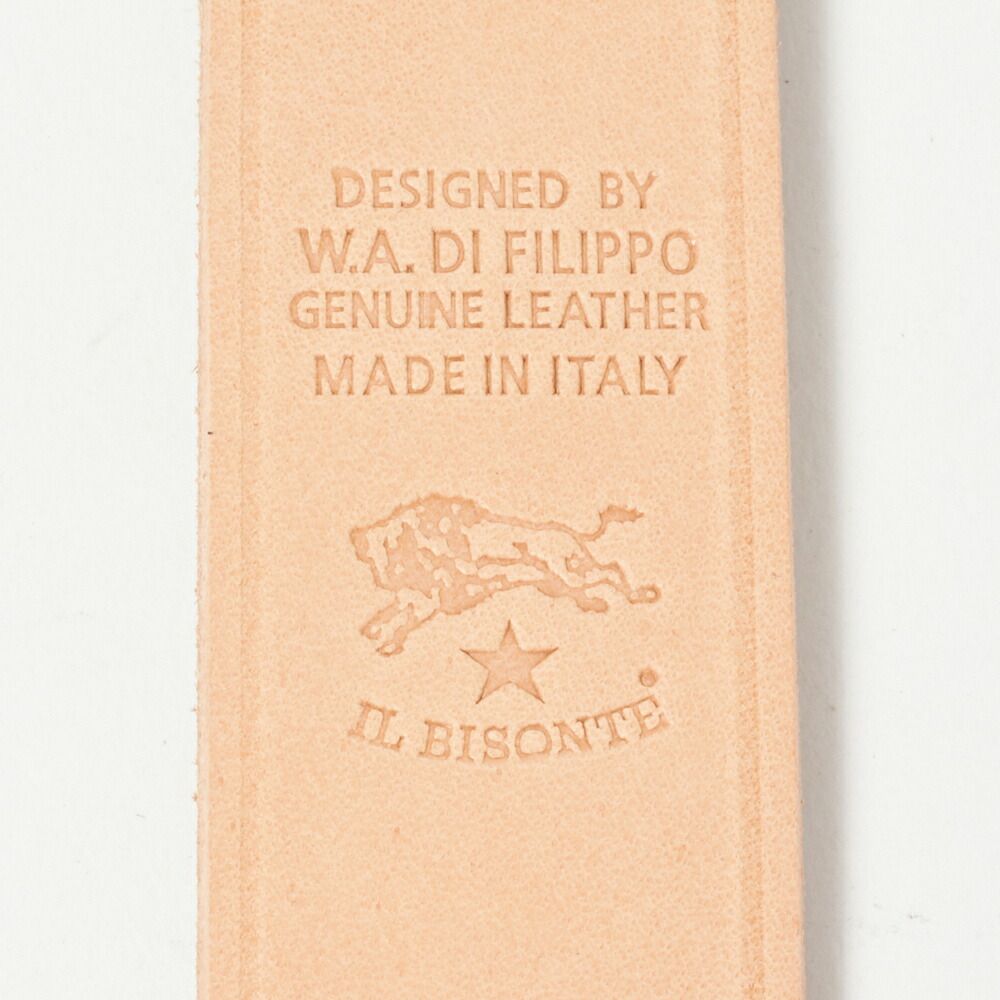 DESIGNED BY
W.A. DI FILIPPO
GENUINE LEATHER
MADE IN ITALY
IL BISONTE